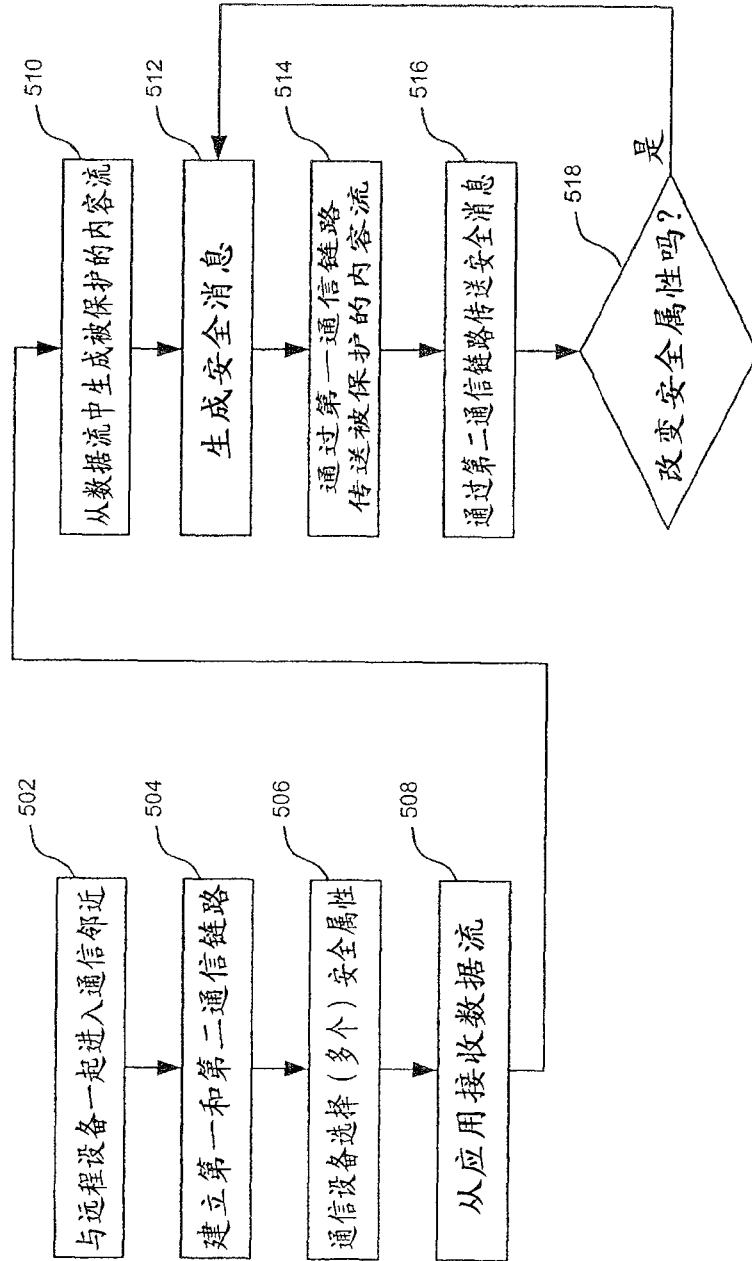 502
与远程设备一起进入通信邻近
504
建立第一和第二通信链路
506
通信设备选择(多个)安全属性
508
从应用接收数据流
510
从数据流中生成被保护的内容流
512
生成安全消息
514
通过第一通信链路
传送被保护的内容流
516
通过第二通信链路传送安全消息
518
改变安全属性吗?
是